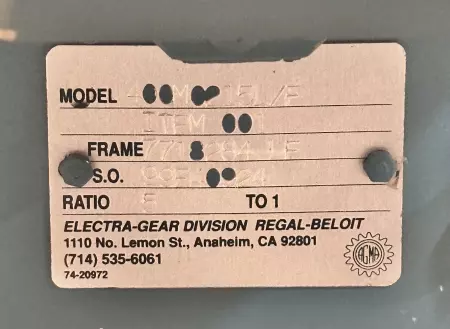 MODEL
ITEM
FRAME
S.O.
RATIO TO 1
ELECTRA-GEAR DIVISION REGAL-BELOIT
1110 No. Lemon St., Anaheim, CA 92801
(714) 535-6061
74-20972
AGMA